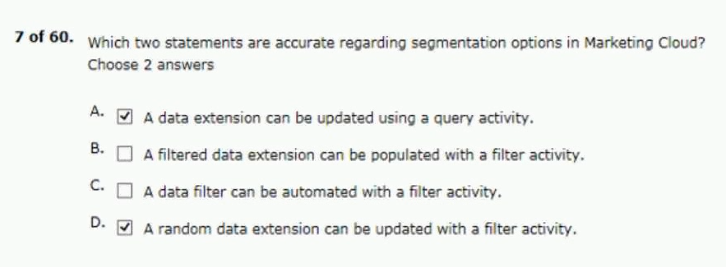 7 of 60. Which two statements are accurate regarding segmentation options in Marketing Cloud?
Choose 2 answers
A. A data extension can be updated using a query activity.
B. A filtered data extension can be populated with a filter activity.
C. A data filter can be automated with a filter activity.
D. A random data extension can be updated with a filter activity.